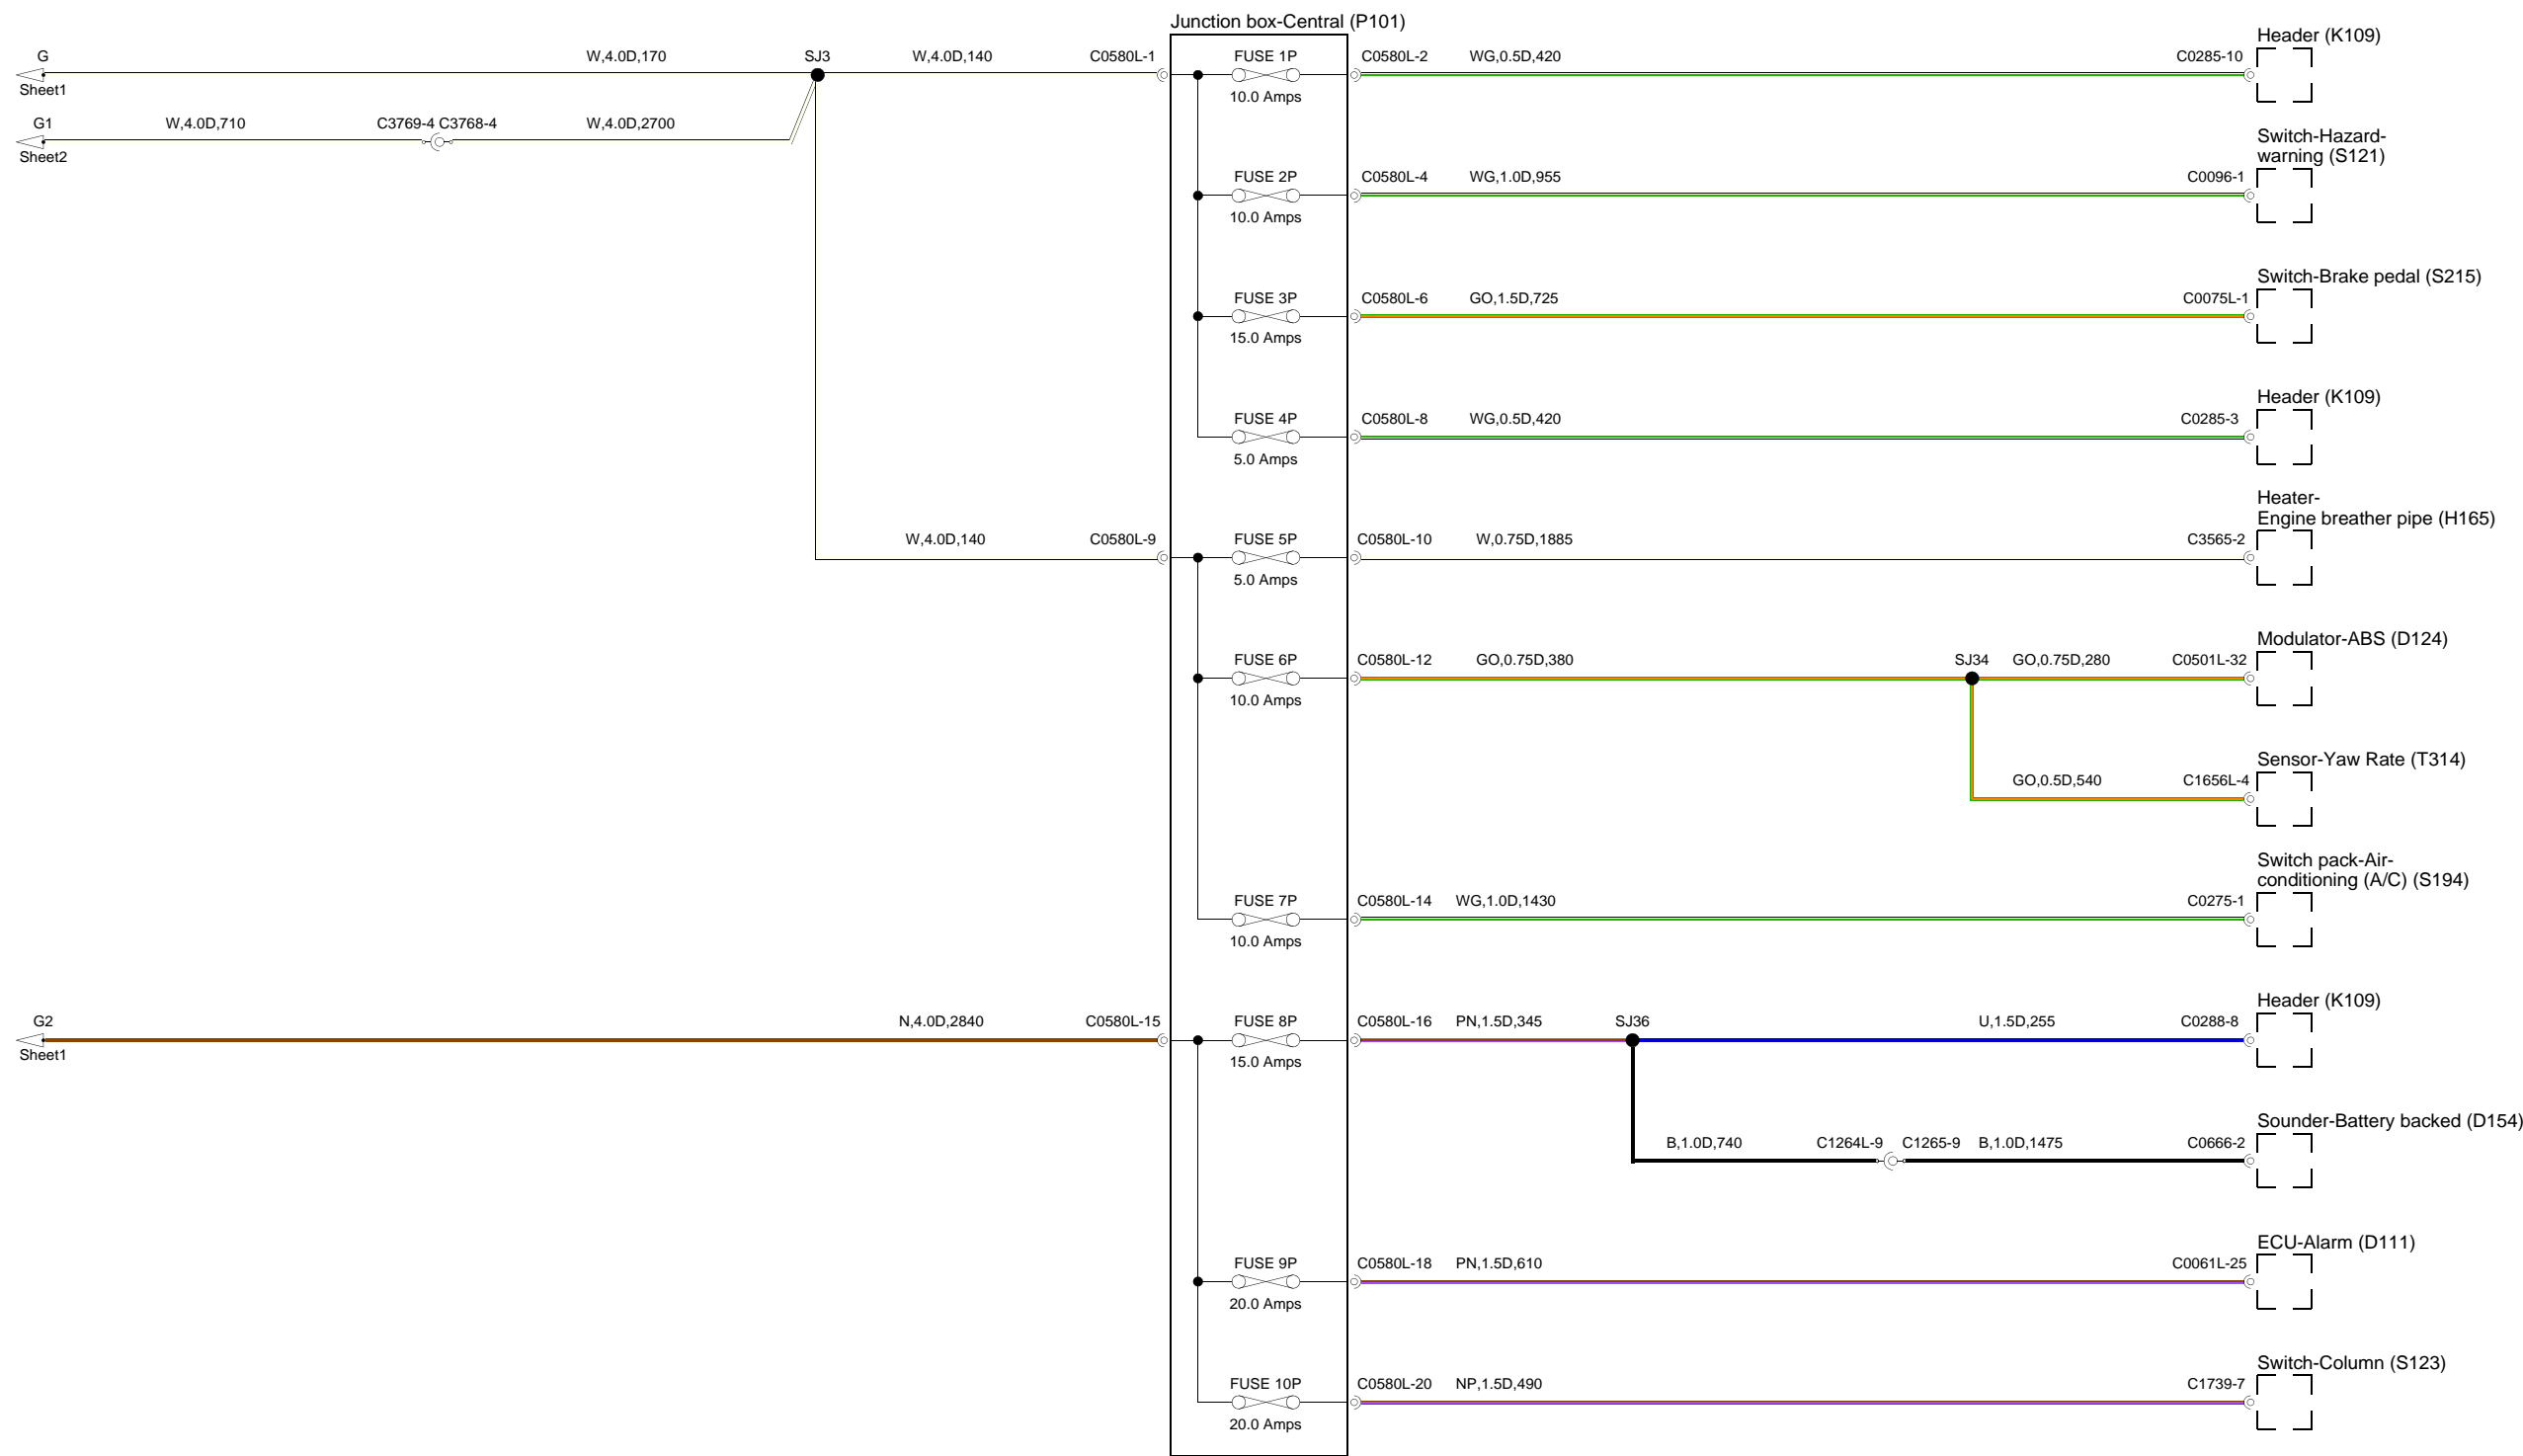 Junction box-Central (P101)
Header (K109)
G
W,4.0D,170
SJ3
W,4.0D,140
C0580L-1
FUSE 1P
C0580L-2
WG,0.5D,420
C0285-10
Sheet1
10.0 Amps
G1
W,4.0D,710
C3769-4 C3768-4
W,4.0D,2700
Sheet2
Switch-Hazard-
warning (S121)
FUSE 2P
C0580L-4
WG,1.0D,955
C0096-1
10.0 Amps
Switch-Brake pedal (S215)
FUSE 3P
C0580L-6
GO,1.5D,725
C0075L-1
15.0 Amps
Header (K109)
FUSE 4P
C0580L-8
WG,0.5D,420
C0285-3
5.0 Amps
Heater-
Engine breather pipe (H165)
W,4.0D,140
C0580L-9
FUSE 5P
C0580L-10
W,0.75D,1885
C3565-2
5.0 Amps
Modulator-ABS (D124)
FUSE 6P
C0580L-12
GO,0.75D,380
SJ34
GO,0.75D,280
C0501L-32
10.0 Amps
Sensor-Yaw Rate (T314)
GO,0.5D,540
C1656L-4
Switch pack-Air-
conditioning (A/C) (S194)
FUSE 7P
C0580L-14
WG,1.0D,1430
C0275-1
10.0 Amps
Header (K109)
G2
N,4.0D,2840
C0580L-15
FUSE 8P
C0580L-16
PN,1.5D,345
SJ36
U,1.5D,255
C0288-8
Sheet1
15.0 Amps
Sounder-Battery backed (D154)
B,1.0D,740
C1264L-9
C1265-9
B,1.0D,1475
C0666-2
ECU-Alarm (D111)
FUSE 9P
C0580L-18
PN,1.5D,610
C0061L-25
20.0 Amps
Switch-Column (S123)
FUSE 10P
C0580L-20
NP,1.5D,490
C1739-7
20.0 Amps